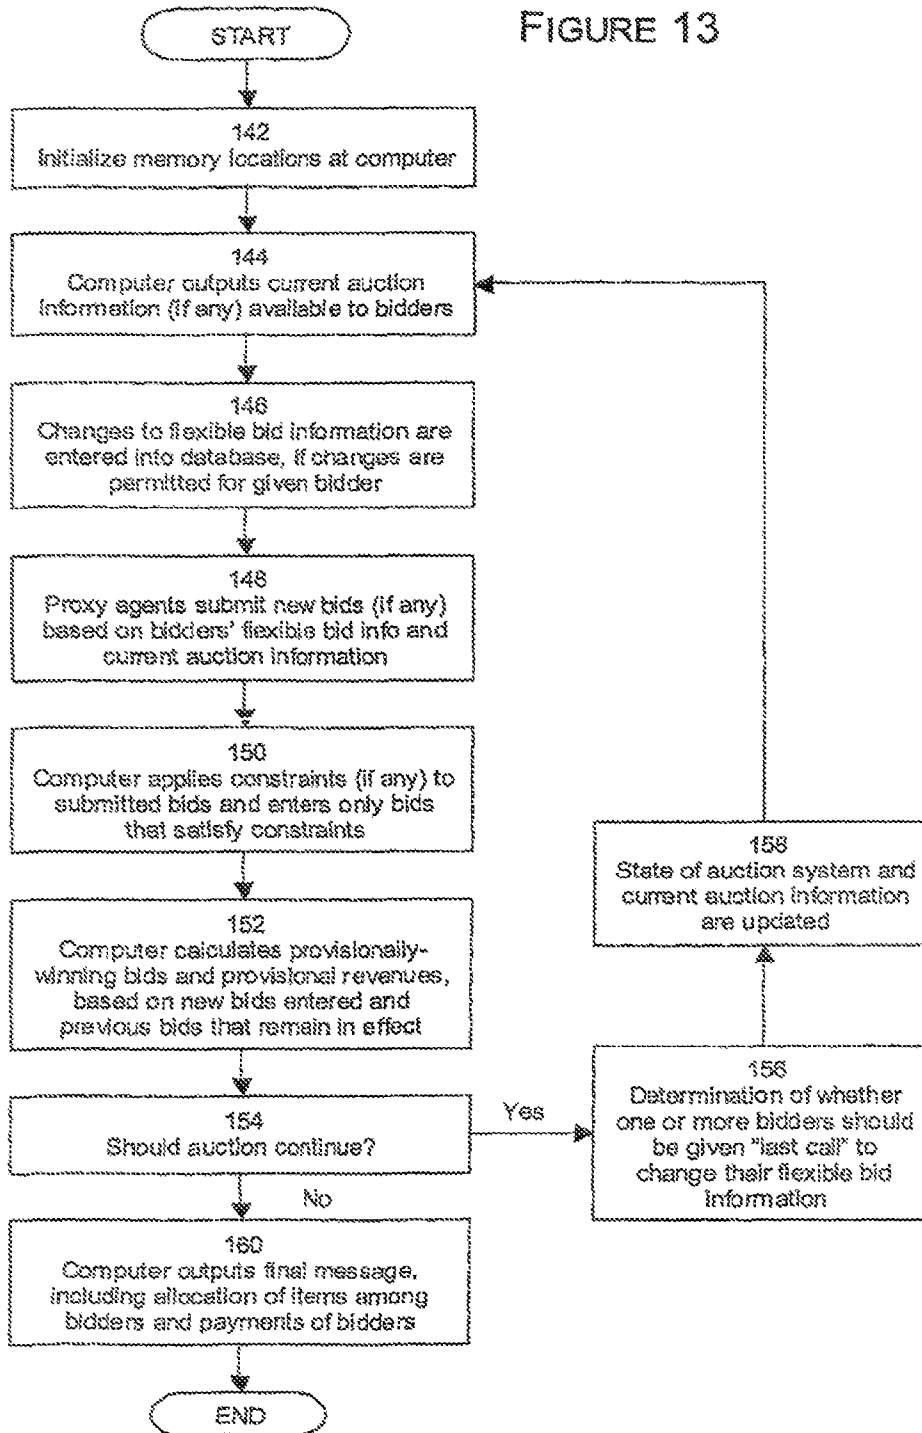 FIGURE 13
START
142
Initialize memory locations at computer
144
Computer outputs current auction
information (if any) available to bidders
146
Changes to flexible bid information are
entered into database, if changes are
permitted for given bidder
148
Proxy agents submit new bids (if any)
based on bidders' flexible bid info and
current auction information
150
Computer applies constraints (if any) to
submitted bids and enters only bids
that satisfy constraints
152
Computer calculates provisionally-
winning bids and provisional revenues,
based on new bids entered and
previous bids that remain in effect
154
Should auction continue?
Yes
No
156
Determination of whether
one or more bidders should
be given "last call" to
change their flexible bid
information
158
State of auction system and
current auction information
are updated
160
Computer outputs final message,
including allocation of items among
bidders and payments of bidders
END